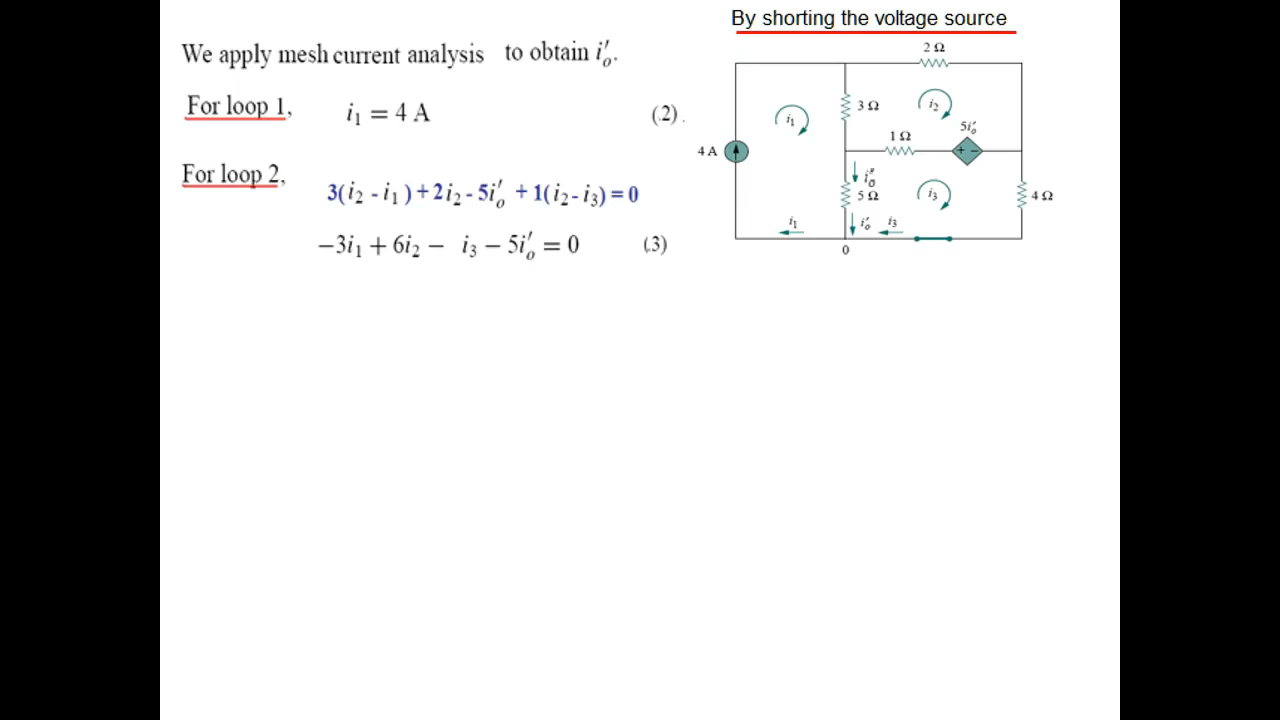 By shorting the voltage source
We apply mesh current analysis to obtain i′ₒ.
For loop 1, i₁ = 4 A (2).
For loop 2,
3(i₂ - i₁) + 2i₂ - 5i′ₒ + 1(i₂ - i₃) = 0
−3i₁ + 6i₂ − i₃ − 5i′ₒ = 0 (3)
2 Ω
3 Ω
i₂
i₁
1 Ω
5i′ₒ
4 A
+ −
i″ₒ
5 Ω
i₃
4 Ω
i₁
i′ₒ
i₃
0